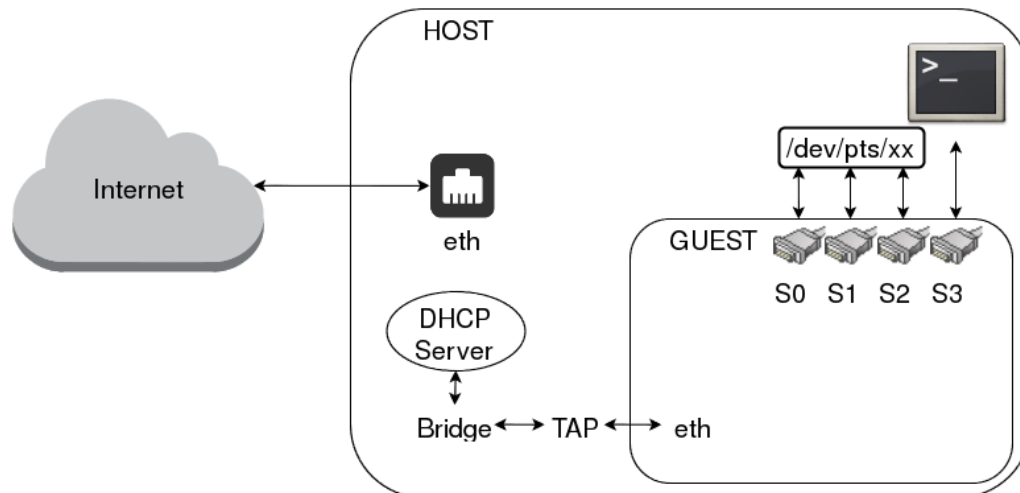 HOST
>_
/dev/pts/xx
Internet
eth
GUEST
S0 S1 S2 S3
DHCP
Server
Bridge TAP eth